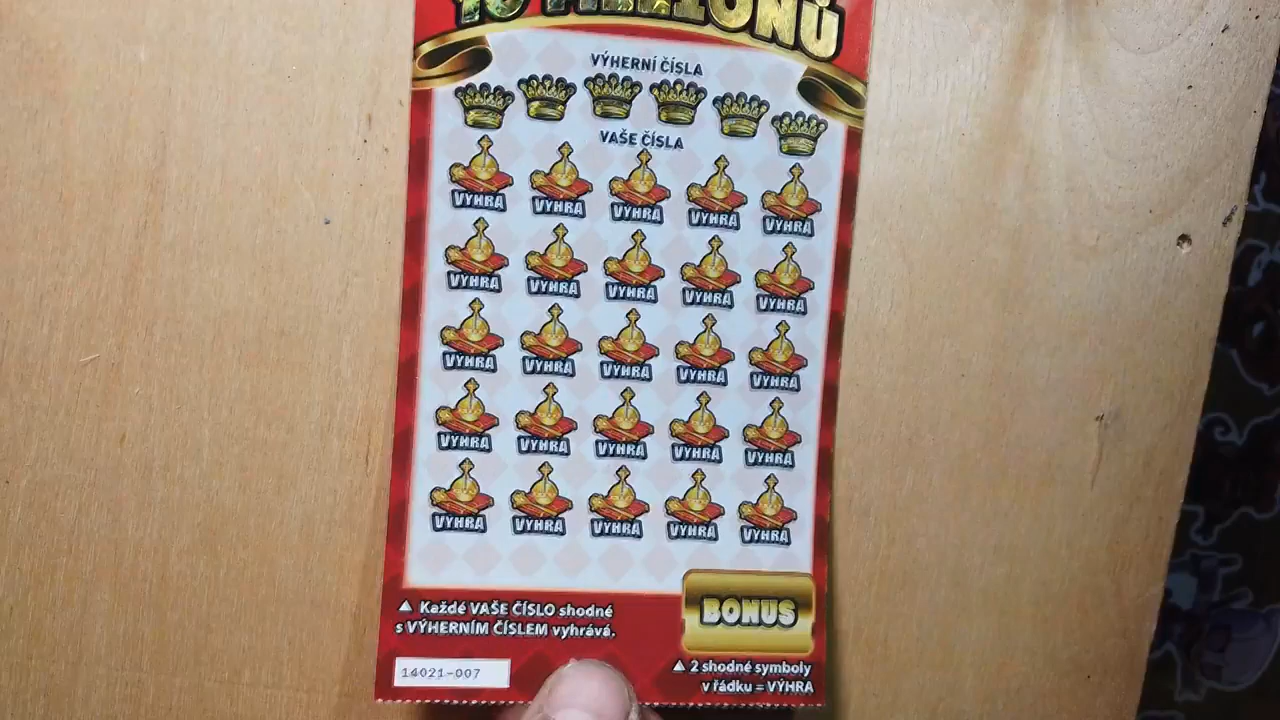 10 MILIONŮ
VÝHERNÍ ČÍSLA
VAŠE ČÍSLA
VÝHRA VÝHRA VÝHRA VÝHRA VÝHRA
VÝHRA VÝHRA VÝHRA VÝHRA VÝHRA
VÝHRA VÝHRA VÝHRA VÝHRA VÝHRA
VÝHRA VÝHRA VÝHRA VÝHRA VÝHRA
VÝHRA VÝHRA VÝHRA VÝHRA VÝHRA
▲ Každé VAŠE ČÍSLO shodné
s VÝHERNÍM ČÍSLEM vyhrává.
14021-007
BONUS
▲ 2 shodné symboly
v řádku = VÝHRA